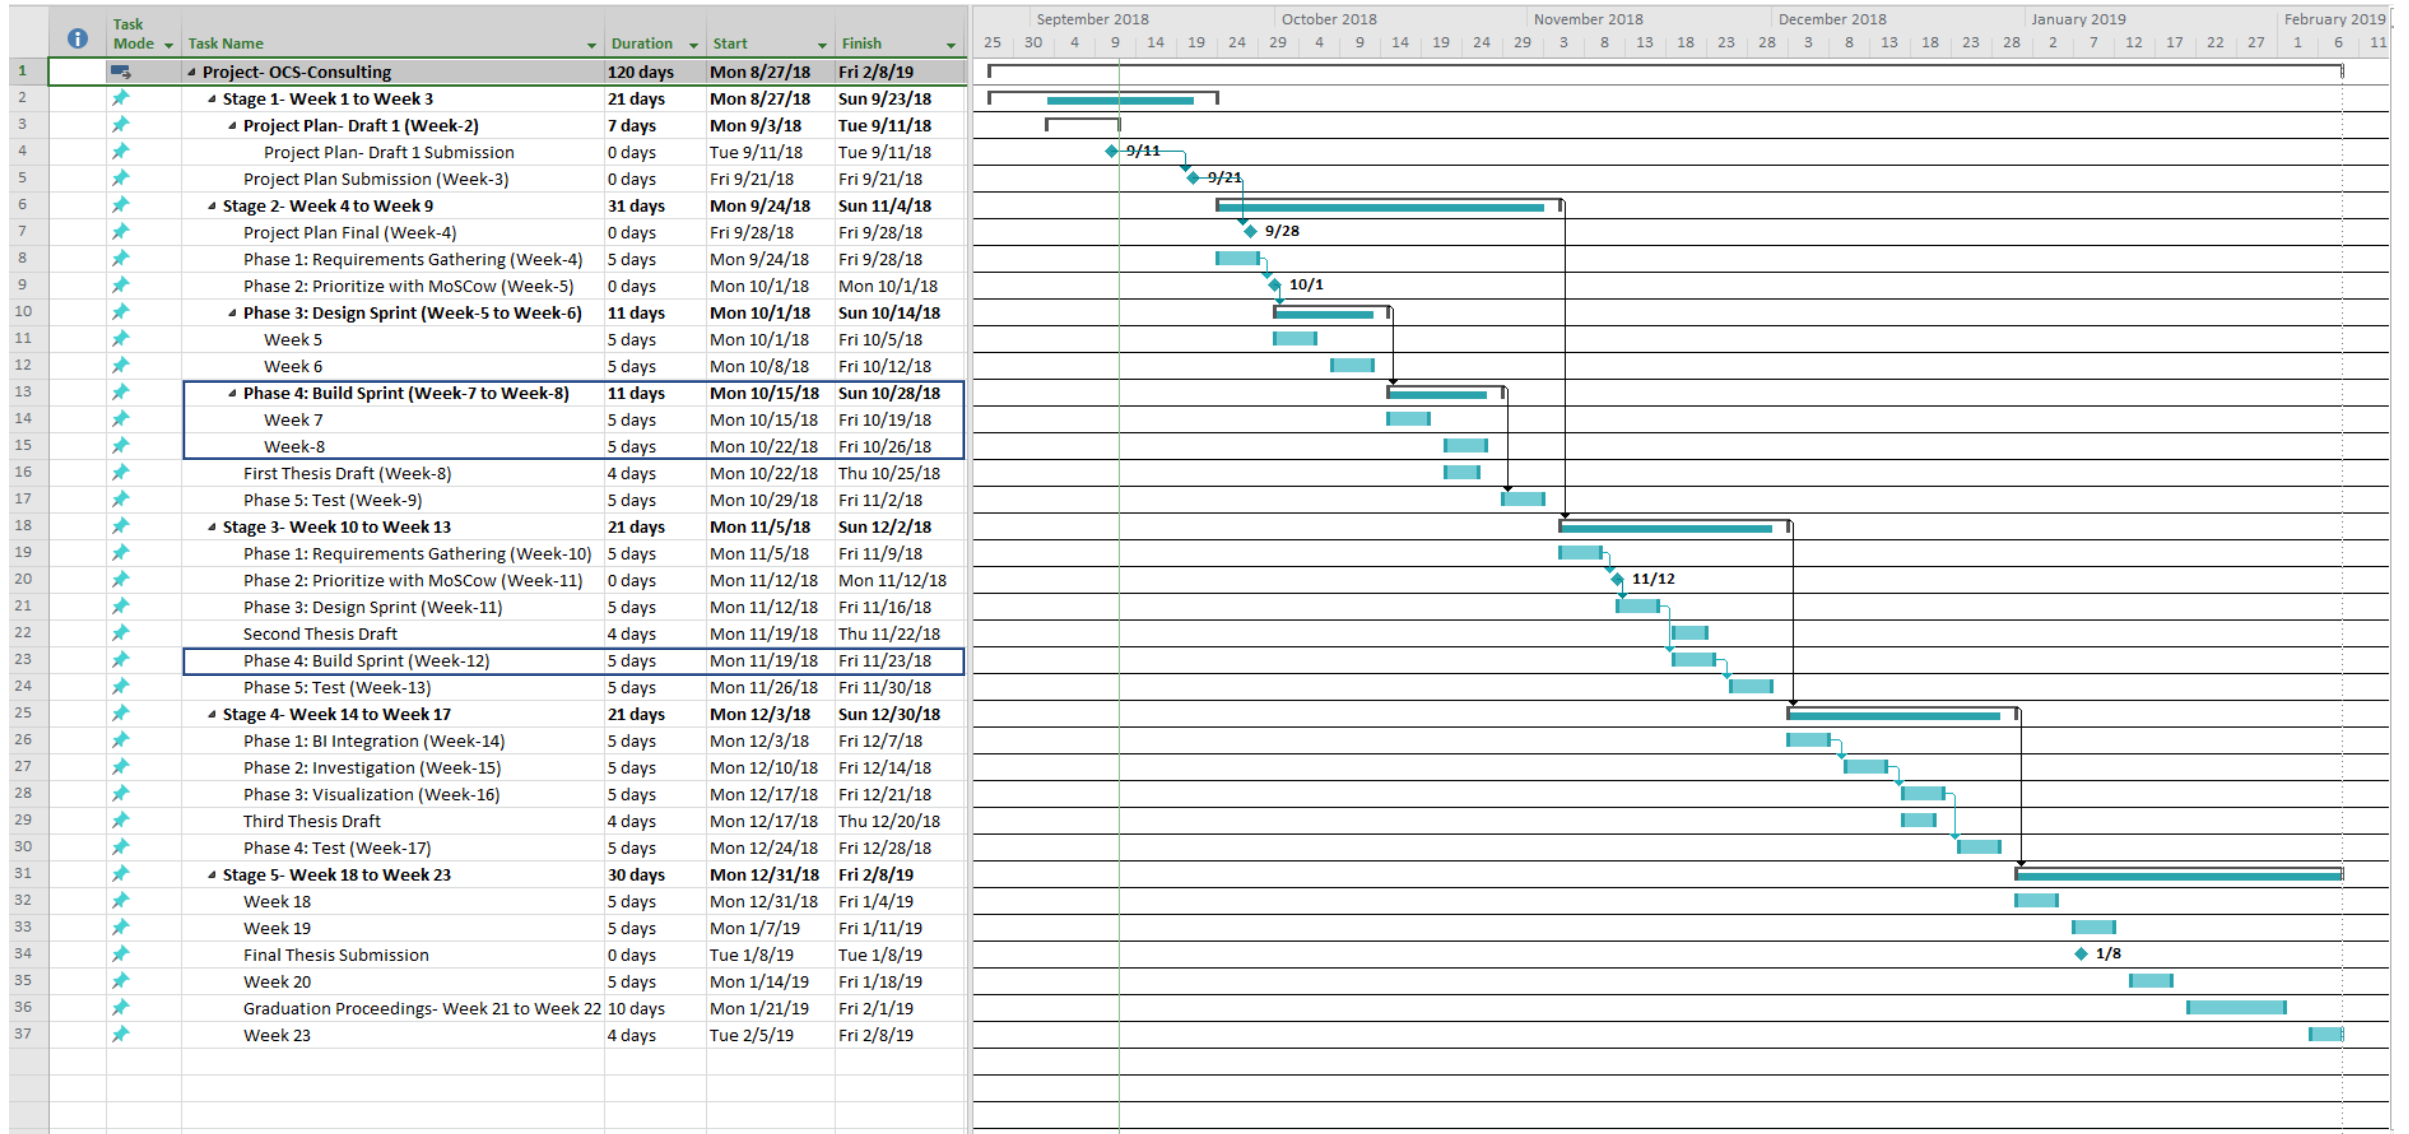 September 2018 October 2018 November 2018 December 2018 January 2019 February 2019
Task Mode Task Name Duration Start Finish 25 30 4 9 14 19 24 29 4 9 14 19 24 29 3 8 13 18 23 28 3 8 13 18 23 28 2 7 12 17 22 27 1 6 11
1 Project- OCS-Consulting 120 days Mon 8/27/18 Fri 2/8/19
2 Stage 1- Week 1 to Week 3 21 days Mon 8/27/18 Sun 9/23/18
3 Project Plan- Draft 1 (Week-2) 7 days Mon 9/3/18 Tue 9/11/18
4 Project Plan- Draft 1 Submission 0 days Tue 9/11/18 Tue 9/11/18 9/11
5 Project Plan Submission (Week-3) 0 days Fri 9/21/18 Fri 9/21/18 9/21
6 Stage 2- Week 4 to Week 9 31 days Mon 9/24/18 Sun 11/4/18
7 Project Plan Final (Week-4) 0 days Fri 9/28/18 Fri 9/28/18 9/28
8 Phase 1: Requirements Gathering (Week-4) 5 days Mon 9/24/18 Fri 9/28/18
9 Phase 2: Prioritize with MoSCow (Week-5) 0 days Mon 10/1/18 Mon 10/1/18 10/1
10 Phase 3: Design Sprint (Week-5 to Week-6) 11 days Mon 10/1/18 Sun 10/14/18
11 Week 5 5 days Mon 10/1/18 Fri 10/5/18
12 Week 6 5 days Mon 10/8/18 Fri 10/12/18
13 Phase 4: Build Sprint (Week-7 to Week-8) 11 days Mon 10/15/18 Sun 10/28/18
14 Week 7 5 days Mon 10/15/18 Fri 10/19/18
15 Week-8 5 days Mon 10/22/18 Fri 10/26/18
16 First Thesis Draft (Week-8) 4 days Mon 10/22/18 Thu 10/25/18
17 Phase 5: Test (Week-9) 5 days Mon 10/29/18 Fri 11/2/18
18 Stage 3- Week 10 to Week 13 21 days Mon 11/5/18 Sun 12/2/18
19 Phase 1: Requirements Gathering (Week-10) 5 days Mon 11/5/18 Fri 11/9/18
20 Phase 2: Prioritize with MoSCow (Week-11) 0 days Mon 11/12/18 Mon 11/12/18 11/12
21 Phase 3: Design Sprint (Week-11) 5 days Mon 11/12/18 Fri 11/16/18
22 Second Thesis Draft 4 days Mon 11/19/18 Thu 11/22/18
23 Phase 4: Build Sprint (Week-12) 5 days Mon 11/19/18 Fri 11/23/18
24 Phase 5: Test (Week-13) 5 days Mon 11/26/18 Fri 11/30/18
25 Stage 4- Week 14 to Week 17 21 days Mon 12/3/18 Sun 12/30/18
26 Phase 1: BI Integration (Week-14) 5 days Mon 12/3/18 Fri 12/7/18
27 Phase 2: Investigation (Week-15) 5 days Mon 12/10/18 Fri 12/14/18
28 Phase 3: Visualization (Week-16) 5 days Mon 12/17/18 Fri 12/21/18
29 Third Thesis Draft 4 days Mon 12/17/18 Thu 12/20/18
30 Phase 4: Test (Week-17) 5 days Mon 12/24/18 Fri 12/28/18
31 Stage 5- Week 18 to Week 23 30 days Mon 12/31/18 Fri 2/8/19
32 Week 18 5 days Mon 12/31/18 Fri 1/4/19
33 Week 19 5 days Mon 1/7/19 Fri 1/11/19
34 Final Thesis Submission 0 days Tue 1/8/19 Tue 1/8/19 1/8
35 Week 20 5 days Mon 1/14/19 Fri 1/18/19
36 Graduation Proceedings- Week 21 to Week 22 10 days Mon 1/21/19 Fri 2/1/19
37 Week 23 4 days Tue 2/5/19 Fri 2/8/19